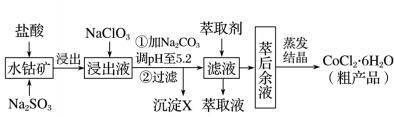 盐酸
NaClO₃
①加Na₂CO₃
萃取剂
水钴矿
浸出
浸出液
调pH至5.2
②过滤
滤液
萃后余液
蒸发
结晶
CoCl₂·6H₂O
(粗产品)
Na₂SO₃
沉淀X
萃取液